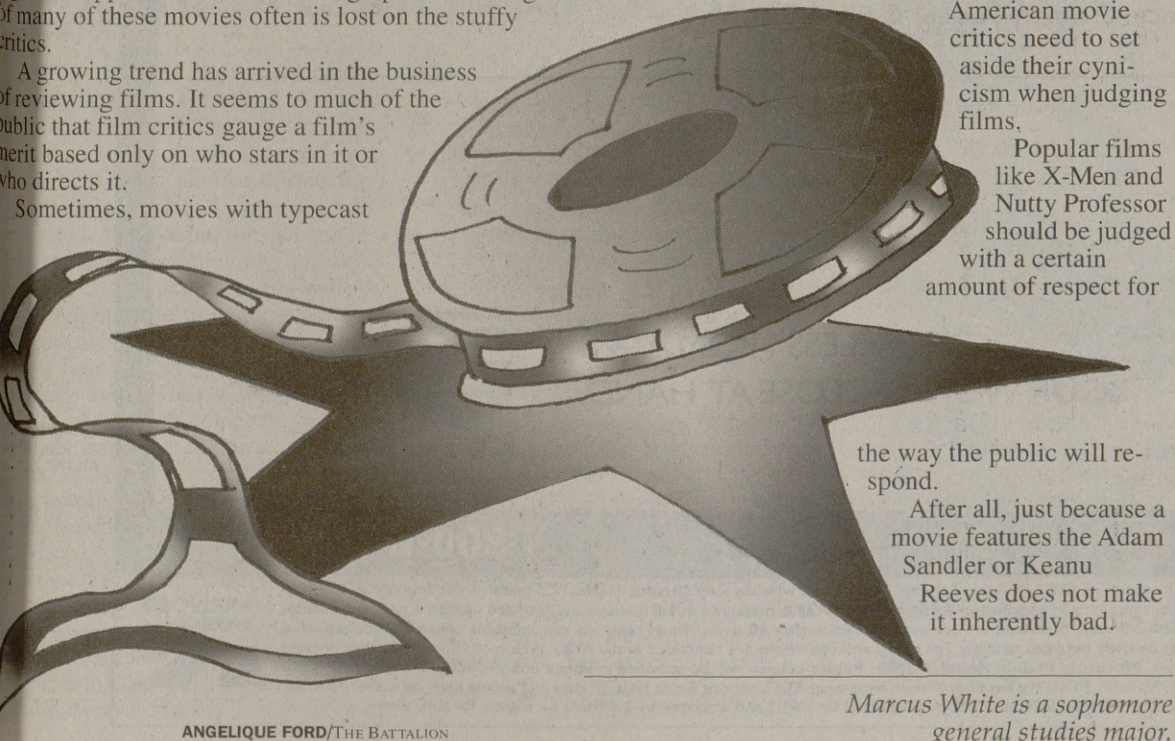 of many of these movies often is lost on the stuffy
critics.
A growing trend has arrived in the business
of reviewing films. It seems to much of the
public that film critics gauge a film's
merit based only on who stars in it or
who directs it.
Sometimes, movies with typecast
American movie
critics need to set
aside their cyni-
cism when judging
films,
Popular films
like X-Men and
Nutty Professor
should be judged
with a certain
amount of respect for
the way the public will re-
spond.
After all, just because a
movie features the Adam
Sandler or Keanu
Reeves does not make
it inherently bad.
Marcus White is a sophomore
general studies major.
ANGELIQUE FORD/THE BATTALION